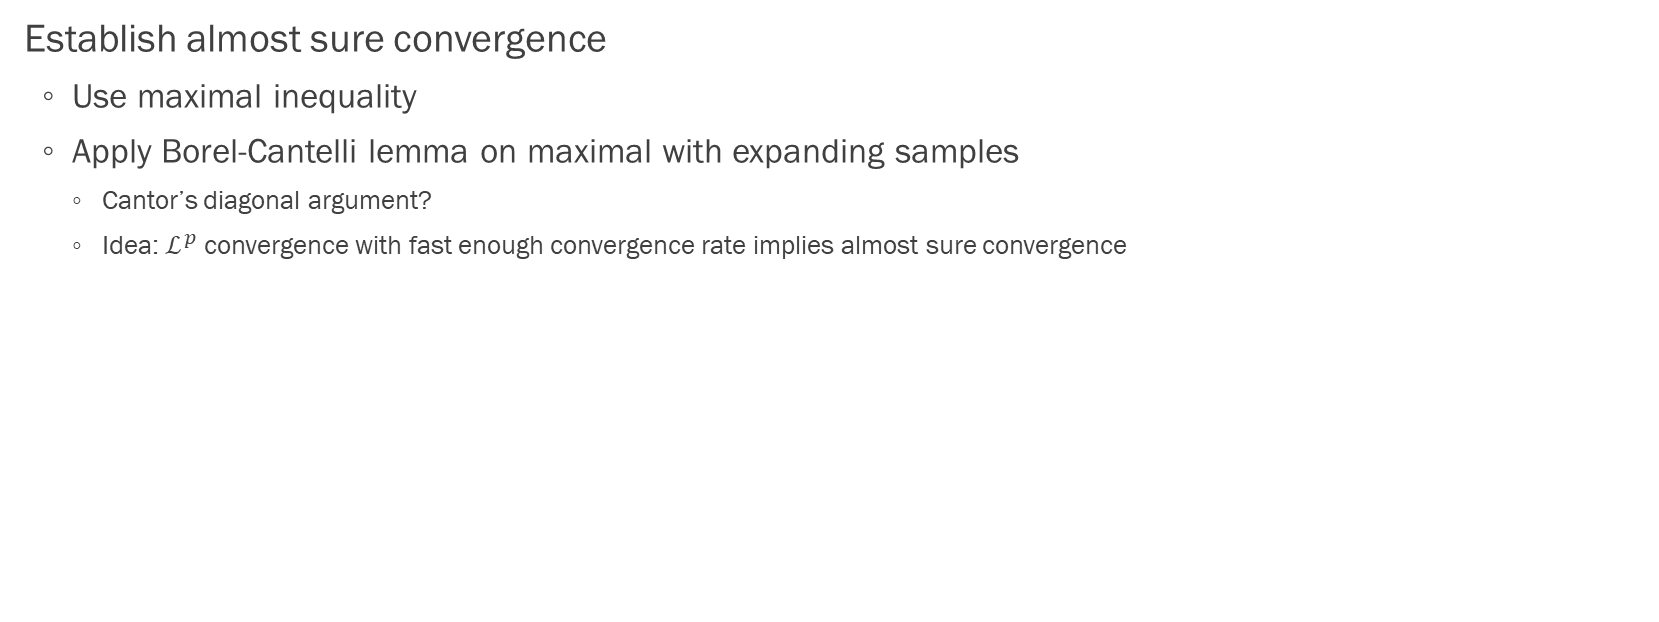 Establish almost sure convergence
◦ Use maximal inequality
◦ Apply Borel-Cantelli lemma on maximal with expanding samples
◦ Cantor’s diagonal argument?
◦ Idea: ℒ^p convergence with fast enough convergence rate implies almost sure convergence